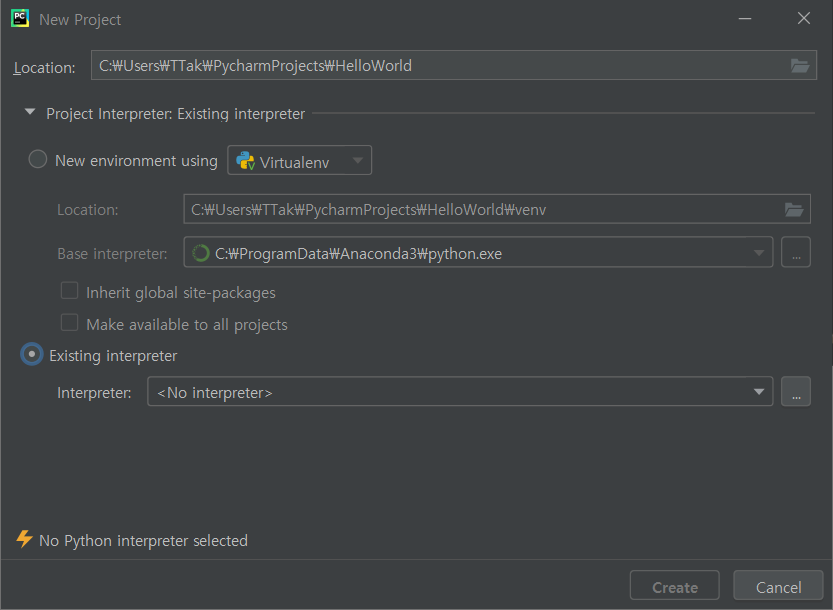 PC
New Project
Location: C:₩Users₩TTak₩PycharmProjects₩HelloWorld
Project Interpreter: Existing interpreter
New environment using Virtualenv
Location: C:₩Users₩TTak₩PycharmProjects₩HelloWorld₩venv
Base interpreter: C:₩ProgramData₩Anaconda3₩python.exe ...
Inherit global site-packages
Make available to all projects
Existing interpreter
Interpreter: <No interpreter> ...
No Python interpreter selected
Create Cancel